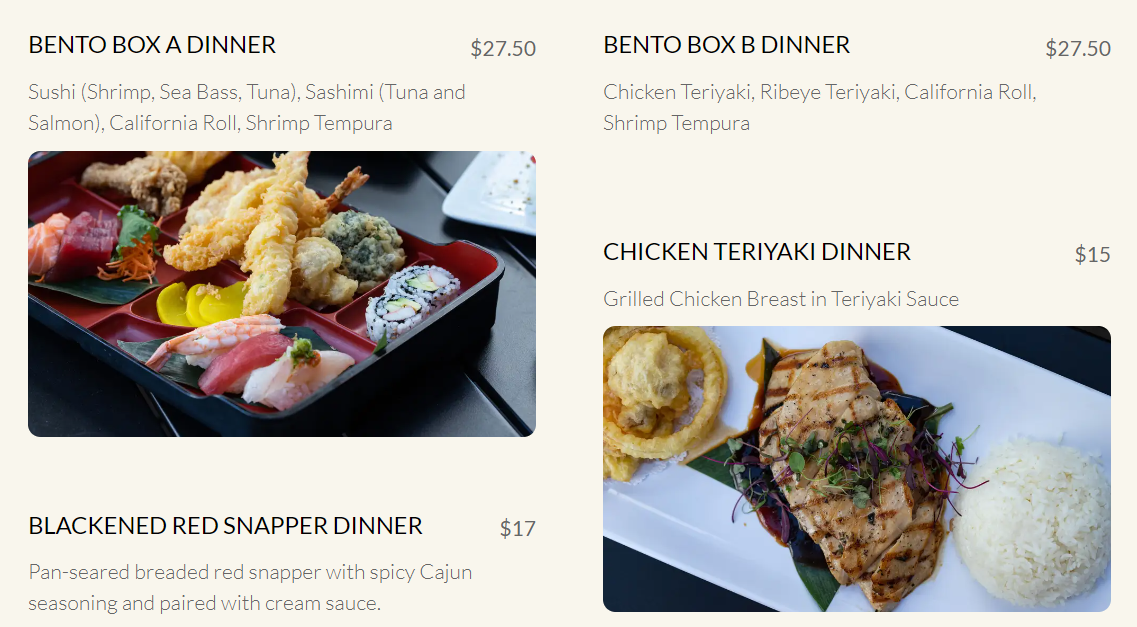 BENTO BOX A DINNER
$27.50
Sushi (Shrimp, Sea Bass, Tuna), Sashimi (Tuna and
Salmon), California Roll, Shrimp Tempura
BLACKENED RED SNAPPER DINNER
$17
Pan-seared breaded red snapper with spicy Cajun
seasoning and paired with cream sauce.
BENTO BOX B DINNER
$27.50
Chicken Teriyaki, Ribeye Teriyaki, California Roll,
Shrimp Tempura
CHICKEN TERIYAKI DINNER
$15
Grilled Chicken Breast in Teriyaki Sauce